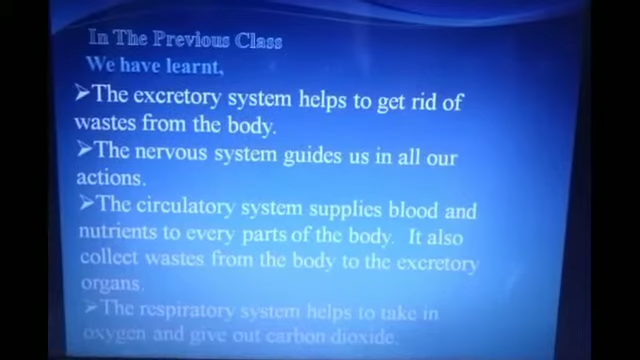 In The Previous Class
We have learnt,
➢The excretory system helps to get rid of
wastes from the body.
➢The nervous system guides us in all our
actions.
➢The circulatory system supplies blood and
nutrients to every parts of the body. It also
collect wastes from the body to the excretory
organs.
➢The respiratory system helps to take in
oxygen and give out carbon dioxide.